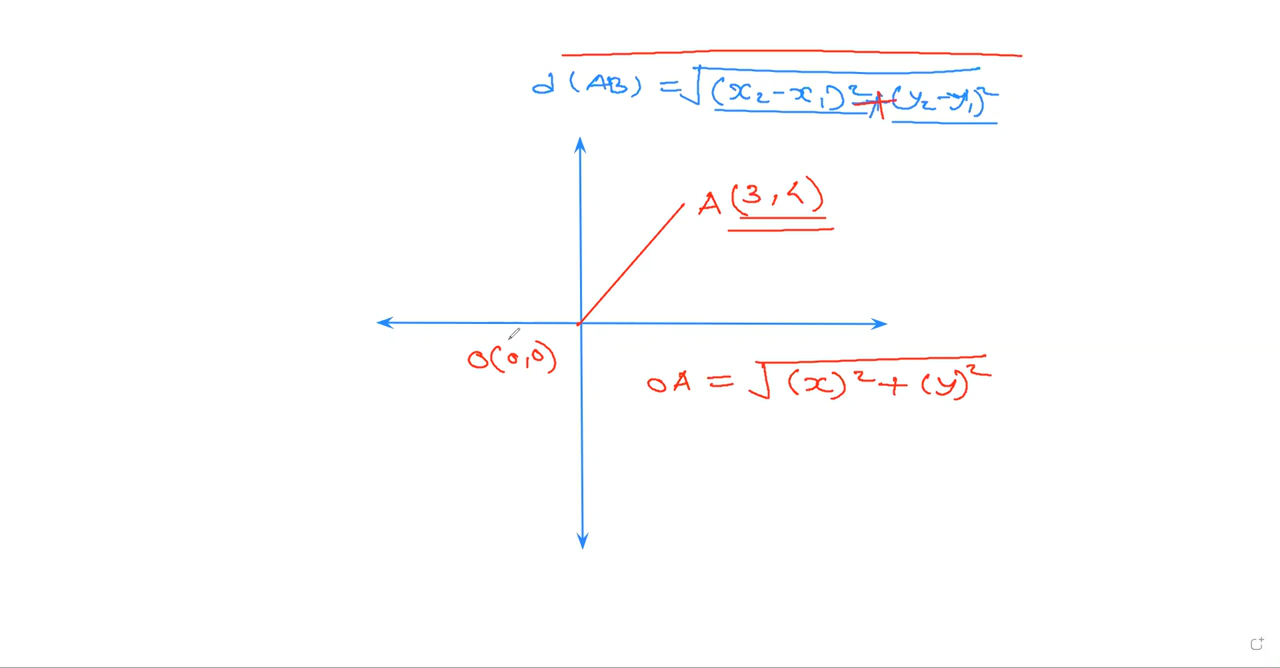 d(AB) = √(x₂-x₁)²+(y₂-y₁)²
A(3,4)
O(0,0)
OA = √(x)²+(y)²